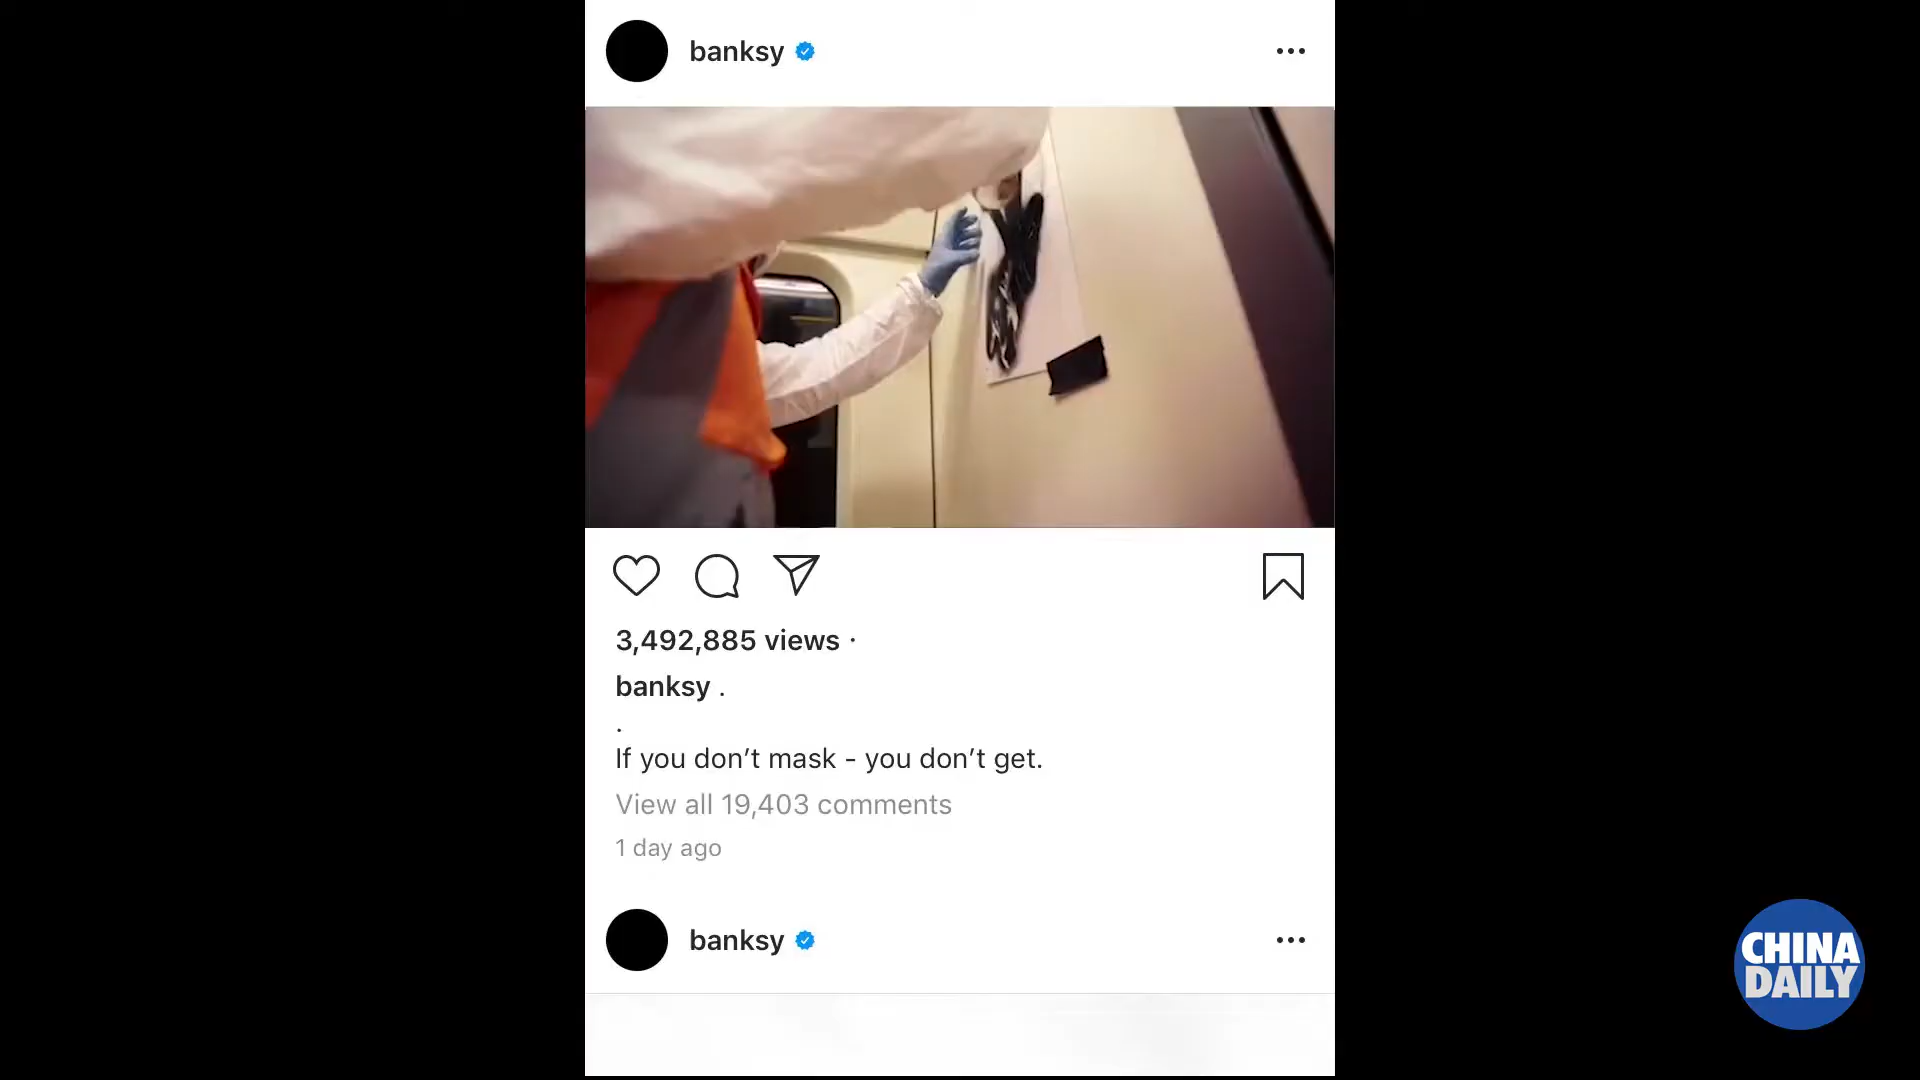 banksy
3,492,885 views ·
banksy .
.
If you don’t mask - you don’t get.
View all 19,403 comments
1 day ago
banksy
CHINA
DAILY